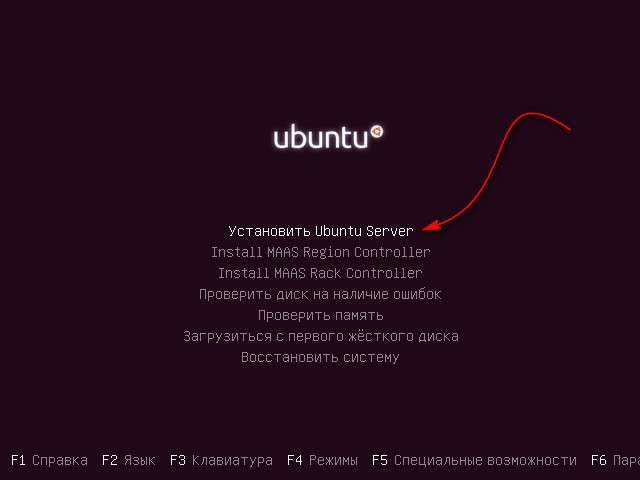 ubuntu
Установить Ubuntu Server
Install MAAS Region Controller
Install MAAS Rack Controller
Проверить диск на наличие ошибок
Проверить память
Загрузиться с первого жёсткого диска
Восстановить систему
F1 Справка F2 Язык F3 Клавиатура F4 Режимы F5 Специальные возможности F6 Пара